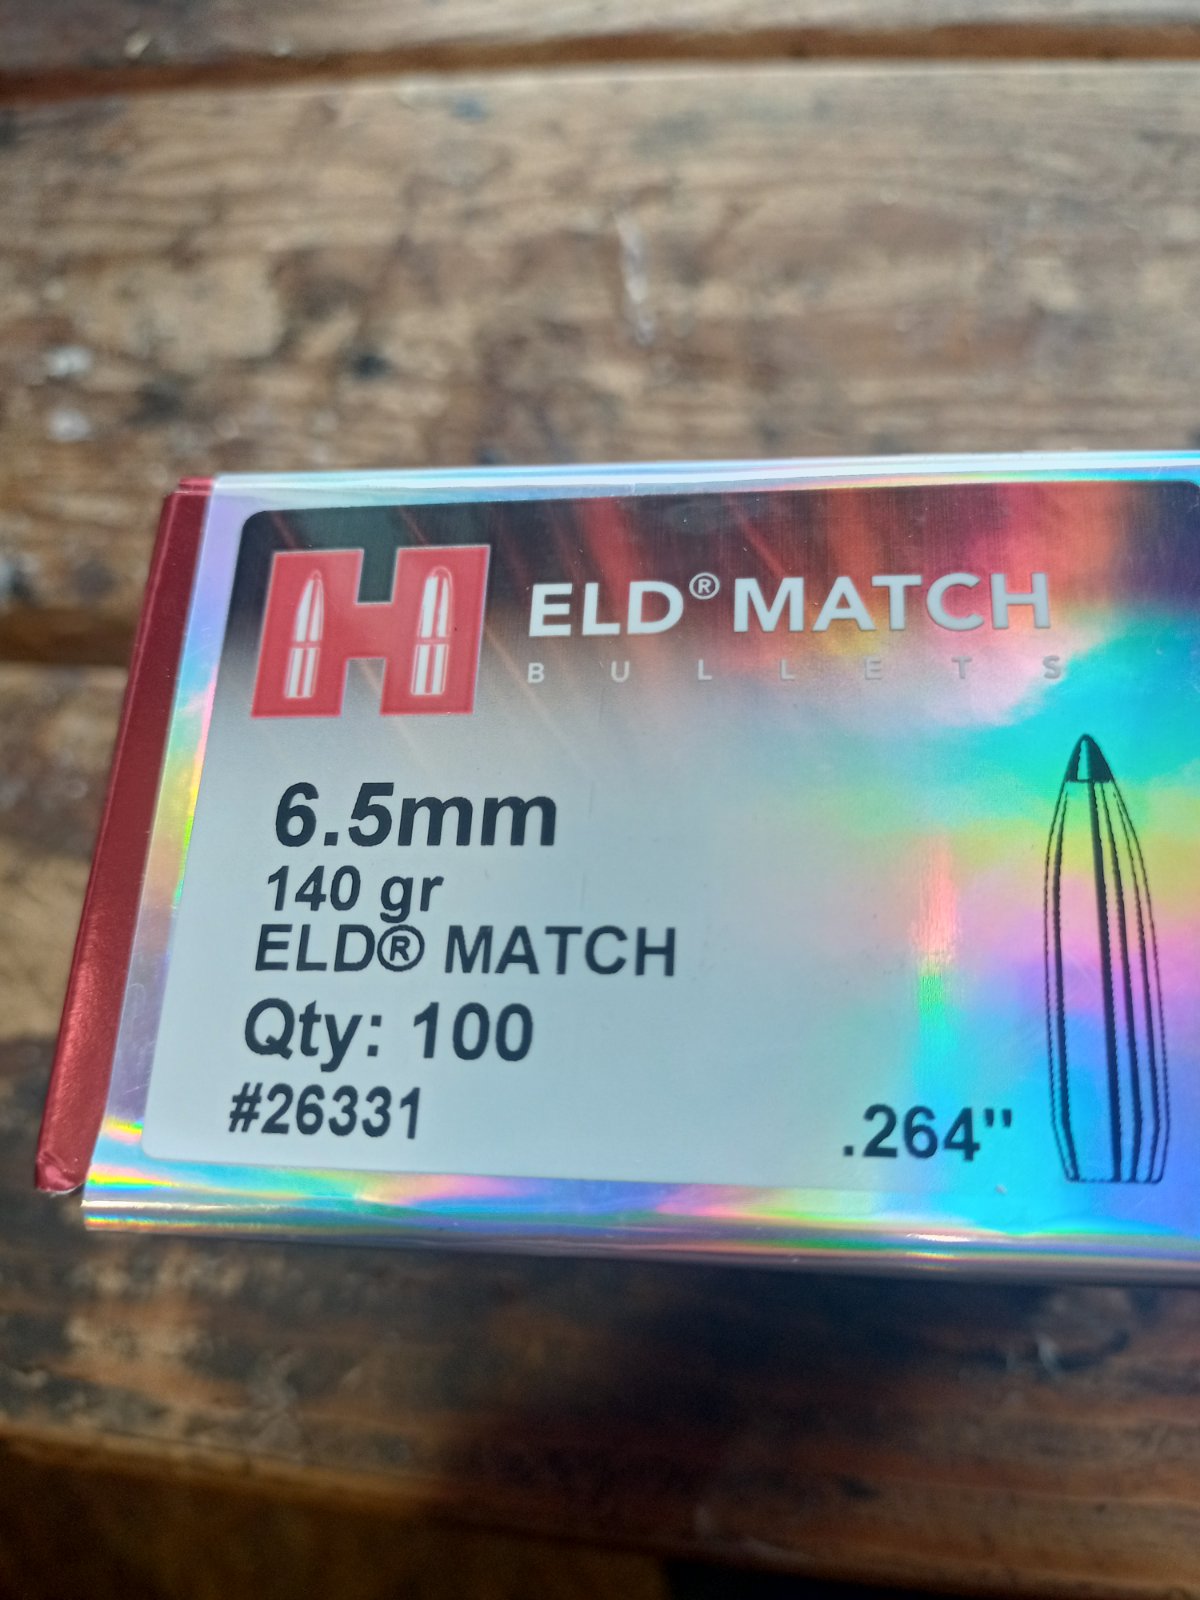 ELD® MATCH
BULLETS
6.5mm
140 gr
ELD® MATCH
Qty: 100
#26331
.264"